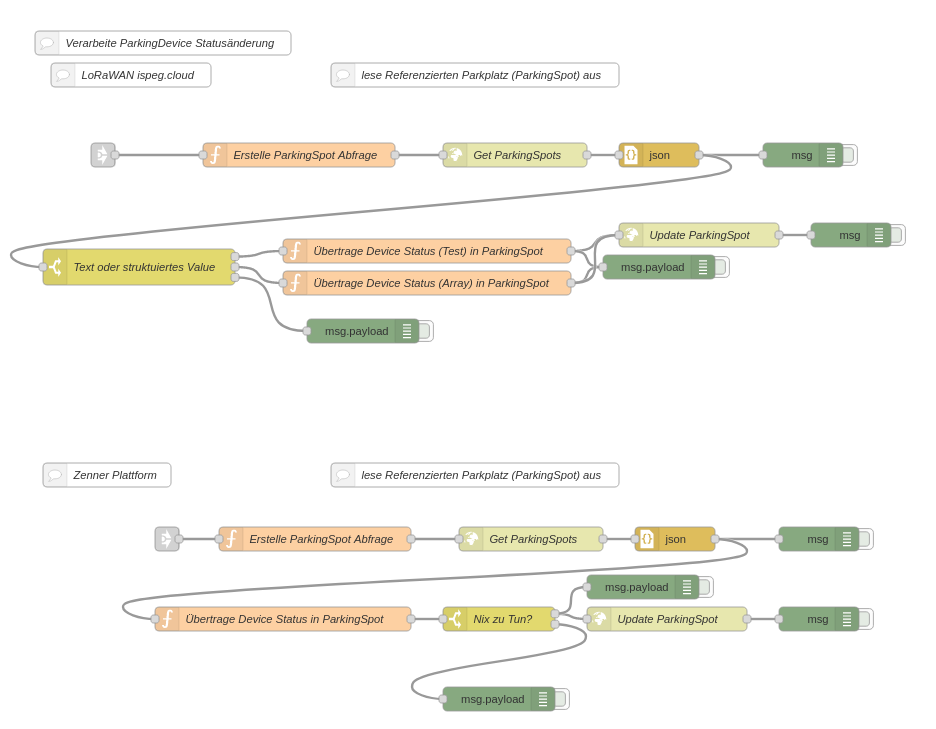 Verarbeite ParkingDevice Statusänderung
LoRaWAN ispeg.cloud
lese Referenzierten Parkplatz (ParkingSpot) aus
Erstelle ParkingSpot Abfrage
Get ParkingSpots
{} json
msg
Text oder struktuiertes Value
Übertrage Device Status (Test) in ParkingSpot
Übertrage Device Status (Array) in ParkingSpot
Update ParkingSpot
msg
msg.payload
msg.payload
Zenner Plattform
lese Referenzierten Parkplatz (ParkingSpot) aus
Erstelle ParkingSpot Abfrage
Get ParkingSpots
{} json
msg
msg.payload
Übertrage Device Status in ParkingSpot
Nix zu Tun?
Update ParkingSpot
msg
msg.payload